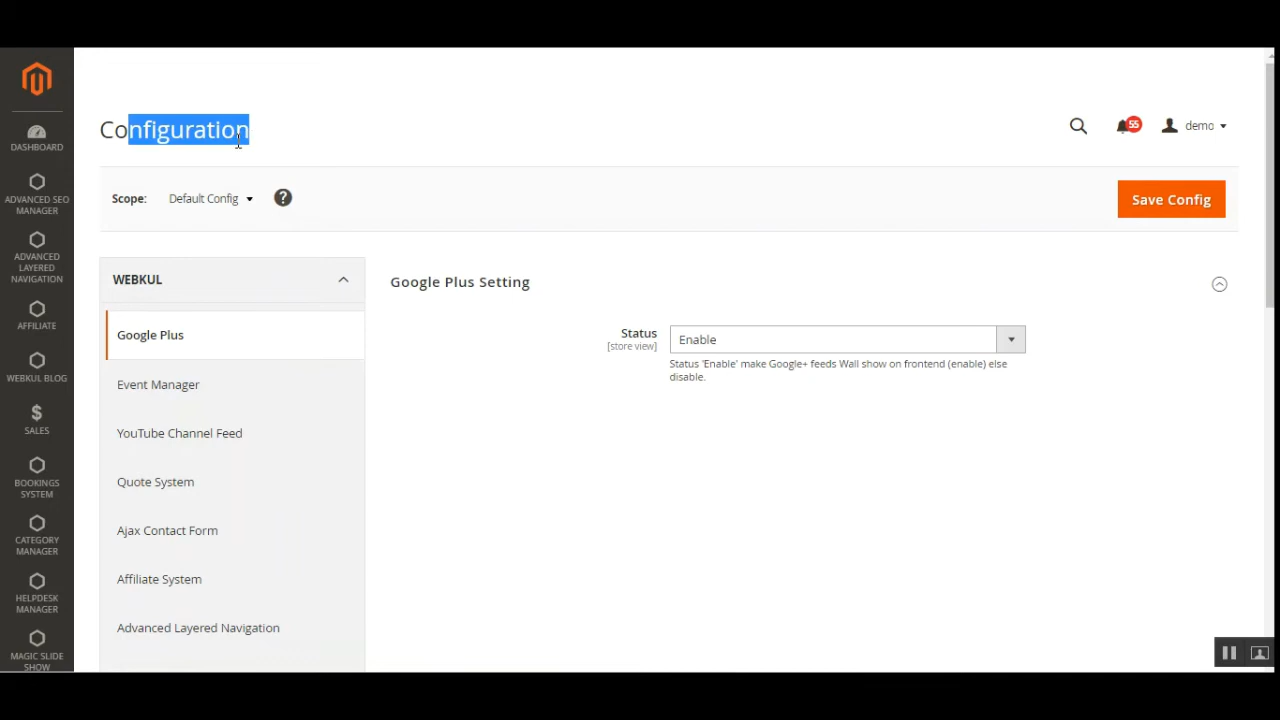 Configuration
55
demo
DASHBOARD
ADVANCED SEO
MANAGER
ADVANCED
LAYERED
NAVIGATION
AFFILIATE
WEBKUL BLOG
$
SALES
BOOKINGS
SYSTEM
CATEGORY
MANAGER
HELPDESK
MANAGER
MAGIC SLIDE
SHOW
Scope: Default Config ?
Save Config
WEBKUL
Google Plus
Event Manager
YouTube Channel Feed
Quote System
Ajax Contact Form
Affiliate System
Advanced Layered Navigation
Google Plus Setting
Status
[store view]
Enable
Status 'Enable' make Google+ feeds Wall show on frontend (enable) else
disable.